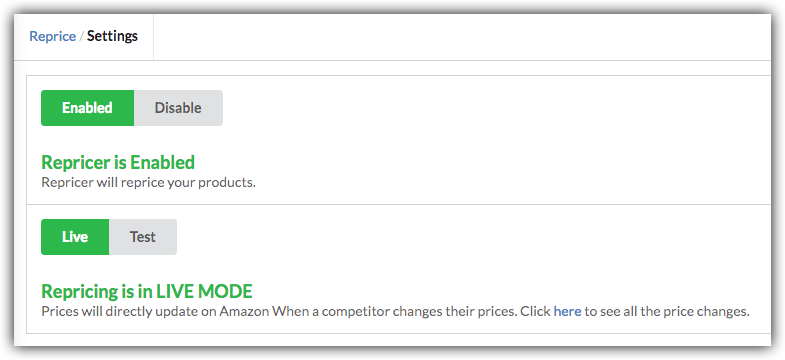 Reprice / Settings
Enabled Disable
Repricer is Enabled
Repricer will reprice your products.
Live Test
Repricing is in LIVE MODE
Prices will directly update on Amazon When a competitor changes their prices. Click here to see all the price changes.